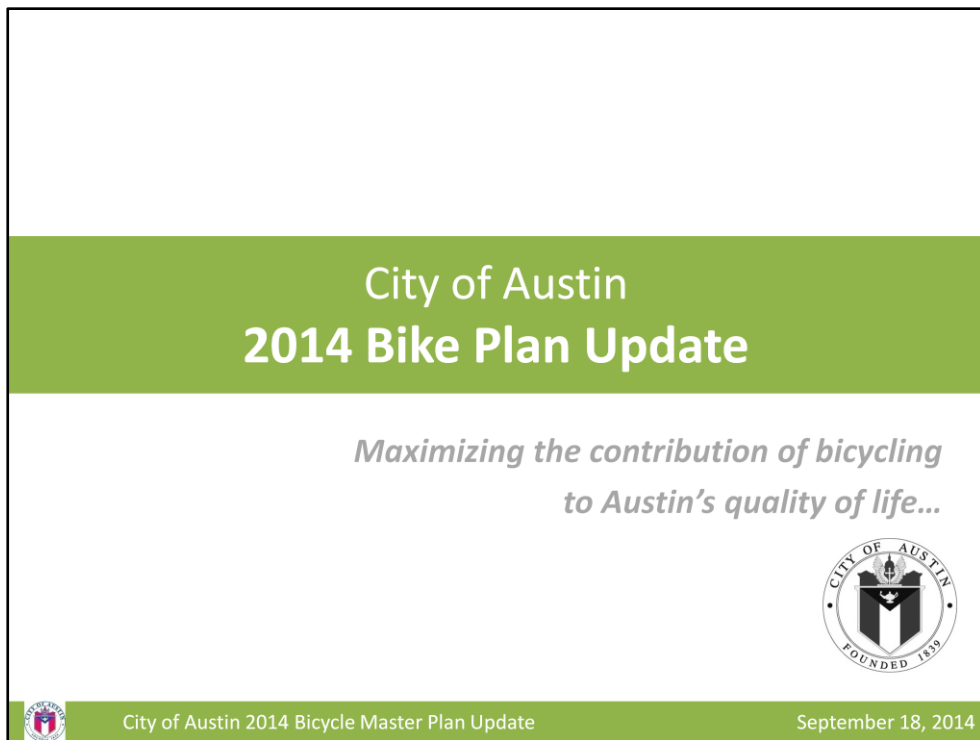 City of Austin
2014 Bike Plan Update
Maximizing the contribution of bicycling
to Austin's quality of life…
CITY OF AUSTIN
FOUNDED 1839
City of Austin 2014 Bicycle Master Plan Update
September 18, 2014